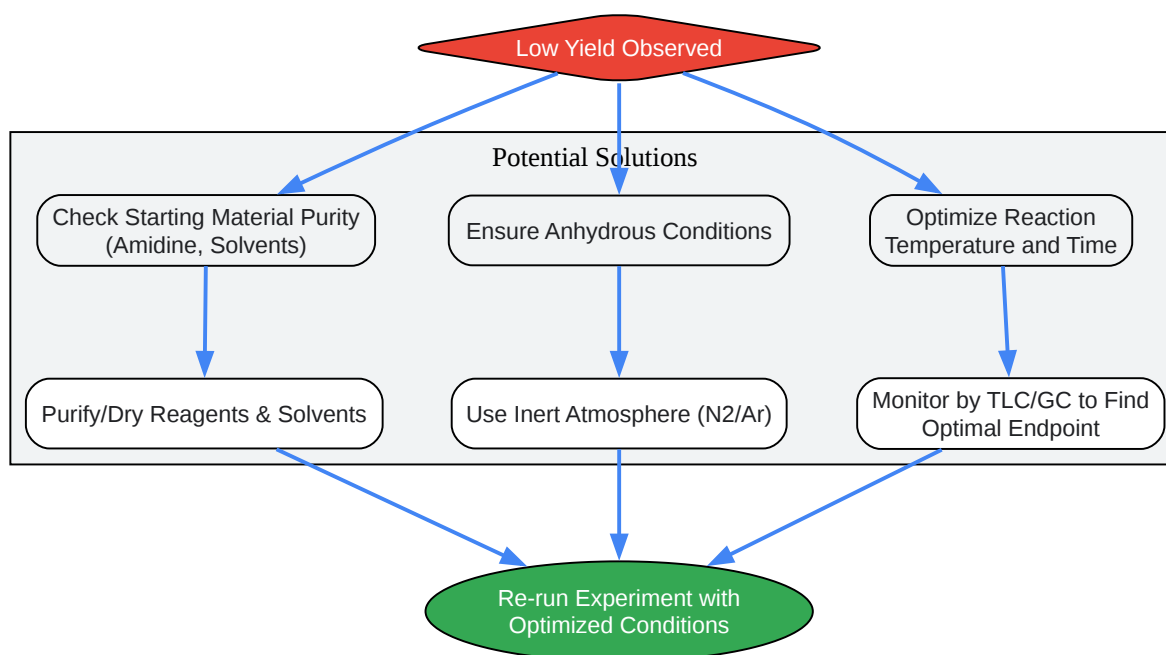 Low Yield Observed
Potential Solutions
Check Starting Material Purity
(Amidine, Solvents)
Ensure Anhydrous Conditions
Optimize Reaction
Temperature and Time
Purify/Dry Reagents & Solvents
Use Inert Atmosphere (N2/Ar)
Monitor by TLC/GC to Find
Optimal Endpoint
Re-run Experiment with
Optimized Conditions